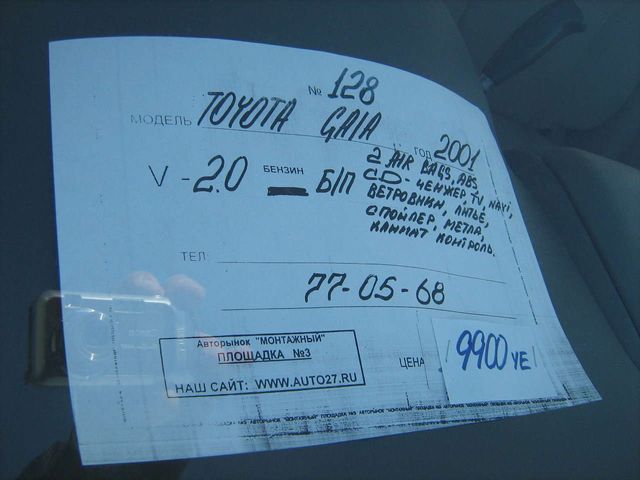 № 128
МОДЕЛЬ TOYOTA GAIA ГОД 2001
V - 2.0 БЕНЗИН Б/П
2 AIR BAGS, ABS,
CD - ЧЕНЖЕР, TV, NAVI,
ВЕТРОВИКИ, ЛИТЬЁ,
СПОЙЛЕР, МЕТЛА,
КЛИМАТ КОНТРОЛЬ.
ТЕЛ
77-05-68
Авторынок "МОНТАЖНЫЙ"
ПЛОЩАДКА №3
НАШ САЙТ: WWW.AUTO27.RU
ЦЕНА 9900 УЕ